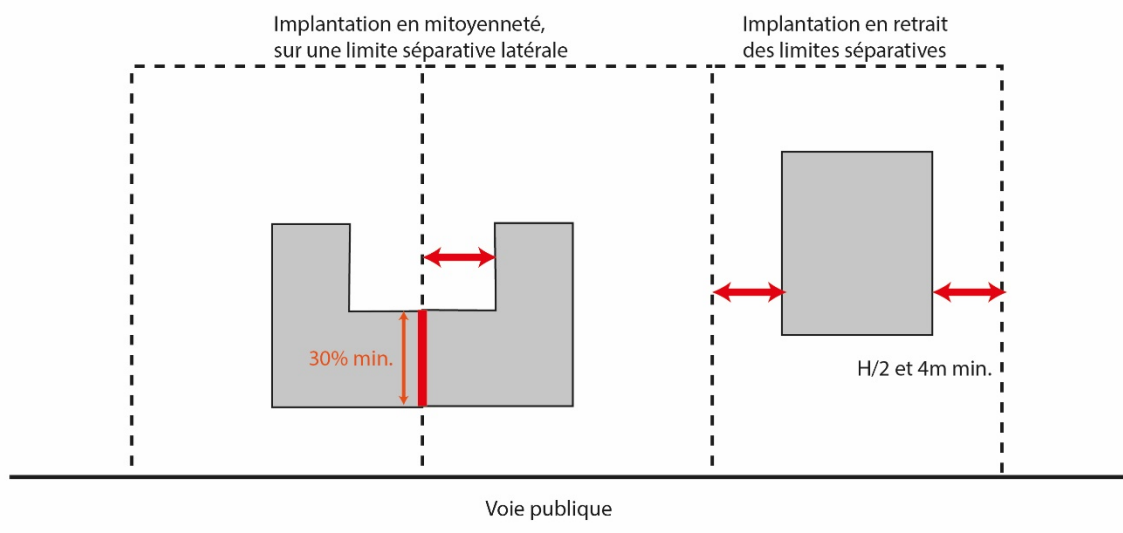 Implantation en mitoyenneté,
sur une limite séparative latérale
Implantation en retrait
des limites séparatives
30% min.
H/2 et 4m min.
Voie publique